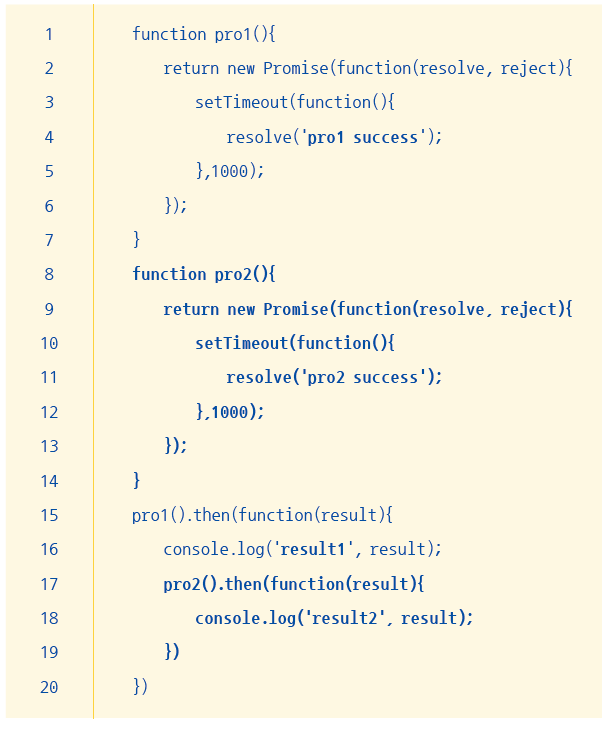 1 function pro1(){
2 return new Promise(function(resolve, reject){
3 setTimeout(function(){
4 resolve('pro1 success');
5 },1000);
6 });
7 }
8 function pro2(){
9 return new Promise(function(resolve, reject){
10 setTimeout(function(){
11 resolve('pro2 success');
12 },1000);
13 });
14 }
15 pro1().then(function(result){
16 console.log('result1', result);
17 pro2().then(function(result){
18 console.log('result2', result);
19 })
20 })